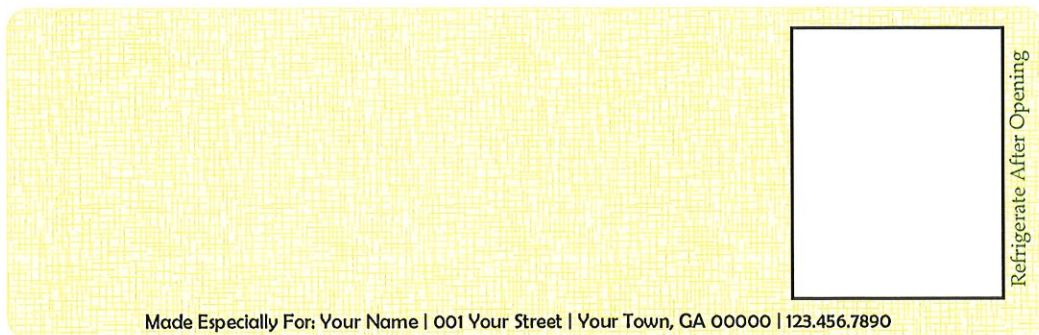 Refrigerate After Opening
Made Especially For: Your Name | 001 Your Street | Your Town, GA 00000 | 123.456.7890